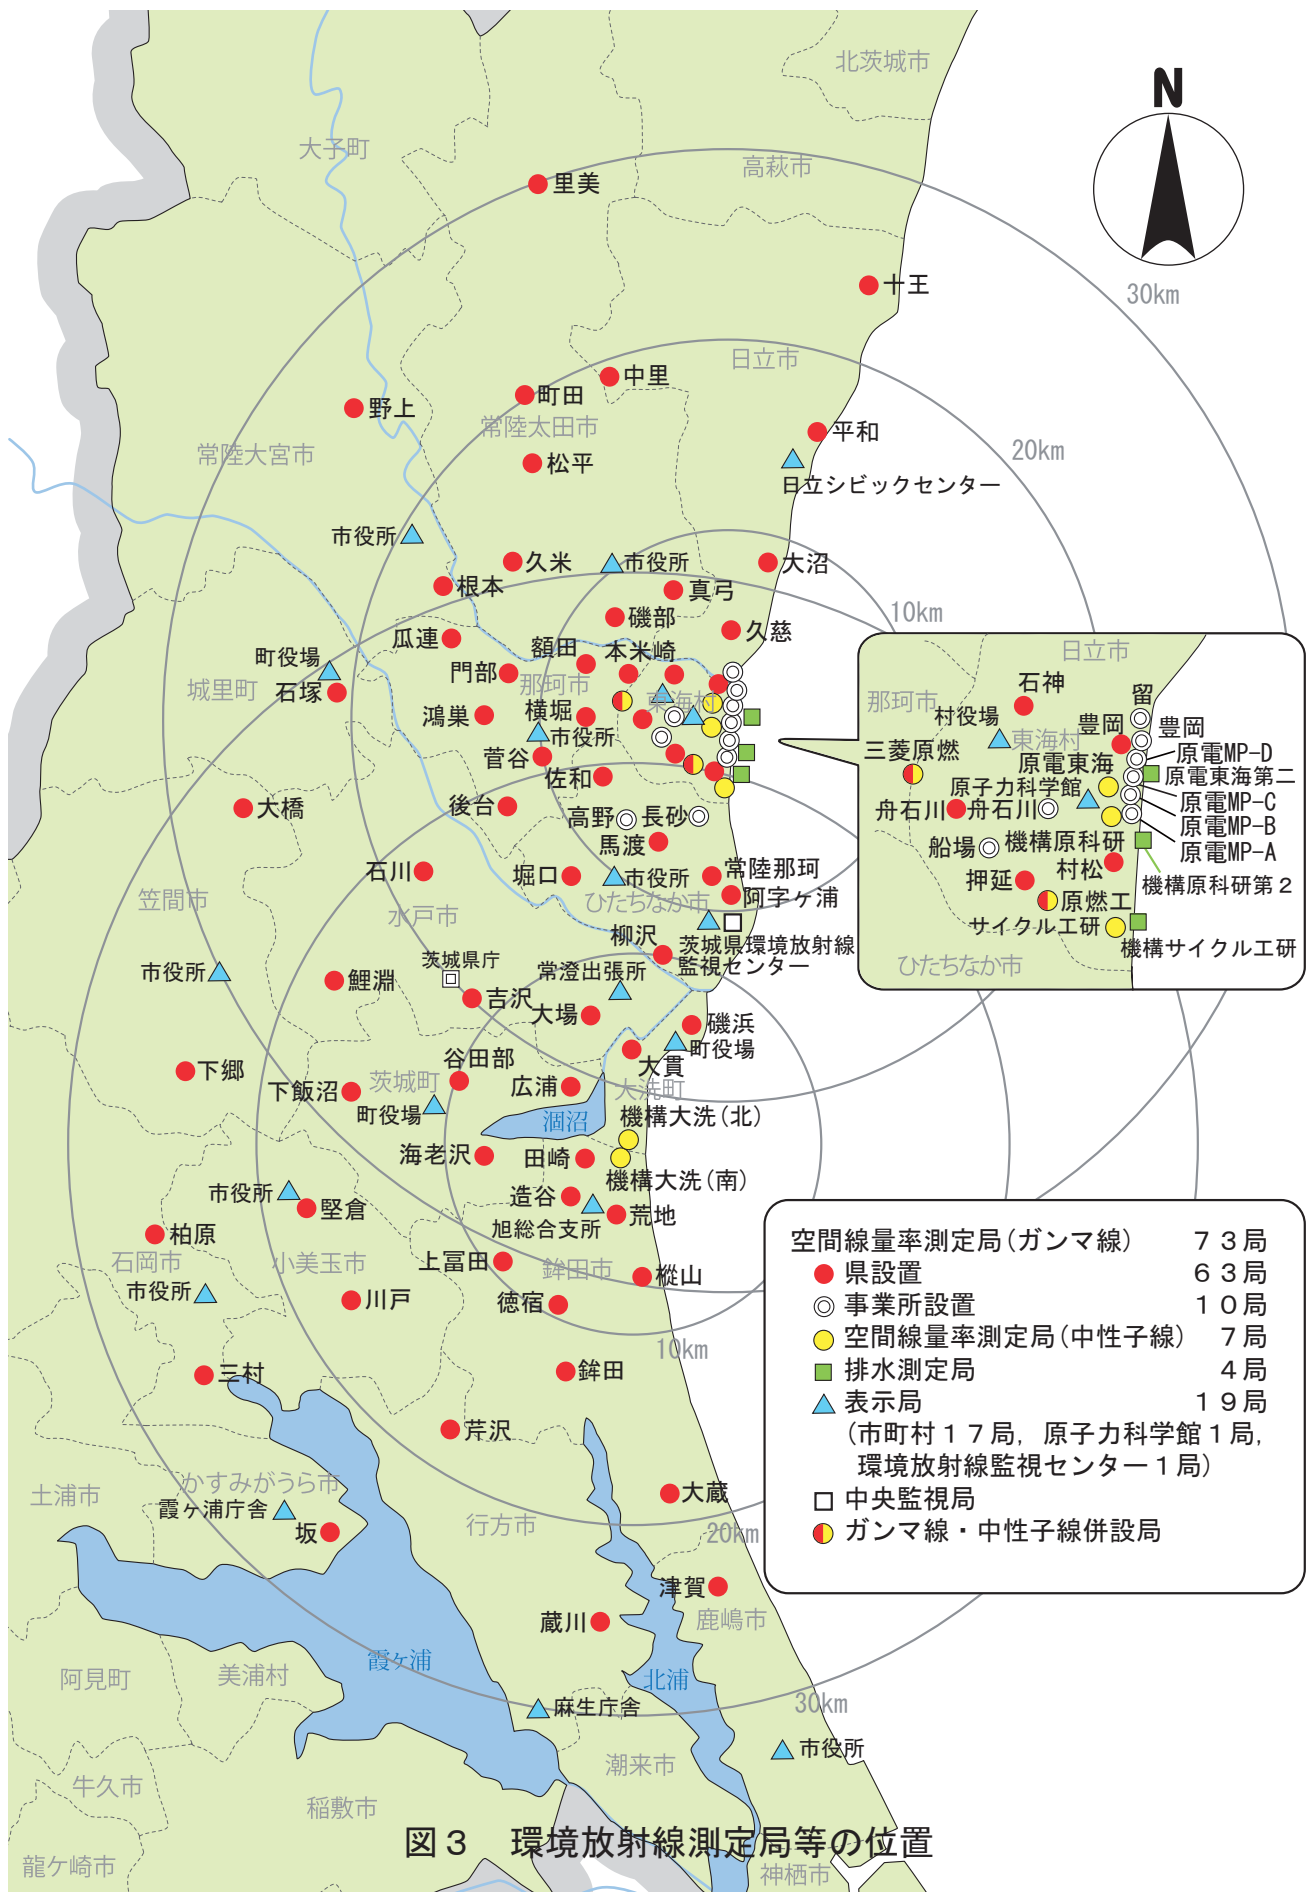 北茨城市
N
大子町
高萩市
里美
十王
30km
日立市
中里
町田
野上
常陸太田市
平和
20km
常陸大宮市
松平
日立シビックセンター
市役所
久米
市役所
大沼
根本
真弓
10km
磯部
久慈
瓜連
額田
本米崎
町役場
門部
那珂市
城里町
石塚
東海村
鴻巣
横堀
市役所
菅谷
佐和
大橋
後台
高野
長砂
馬渡
石川
堀口
市役所
常陸那珂
笠間市
ひたちなか市
阿字ヶ浦
水戸市
柳沢
茨城県環境放射線
監視センター
茨城県庁
常澄出張所
市役所
鯉淵
吉沢
大場
磯浜
町役場
大貫
谷田部
下郷
茨城町
下飯沼
広浦
大洗町
町役場
涸沼
機構大洗(北)
海老沢
田崎
機構大洗(南)
市役所
造谷
堅倉
旭総合支所
荒地
柏原
石岡市
小美玉市
上冨田
鉾田市
樅山
市役所
川戸
徳宿
10km
三村
鉾田
芹沢
かすみがうら市
土浦市
大蔵
霞ヶ浦庁舎
坂
行方市
20km
津賀
蔵川
鹿嶋市
霞ヶ浦
阿見町
美浦村
北浦
30km
麻生庁舎
市役所
潮来市
牛久市
稲敷市
龍ケ崎市
神栖市
日立市
石神
那珂市
留
村役場
豊岡
豊岡
東海村
三菱原燃
原電MP-D
原電東海
原電東海第二
原子力科学館
原電MP-C
舟石川
舟石川
原電MP-B
船場
機構原科研
原電MP-A
村松
押延
機構原科研第２
原燃工
サイクル工研
機構サイクル工研
ひたちなか市
空間線量率測定局(ガンマ線) ７３局
県設置 ６３局
事業所設置 １０局
空間線量率測定局(中性子線) ７局
排水測定局 ４局
表示局 １９局
(市町村１７局, 原子力科学館１局,
環境放射線監視センター１局)
中央監視局
ガンマ線・中性子線併設局
図３ 環境放射線測定局等の位置